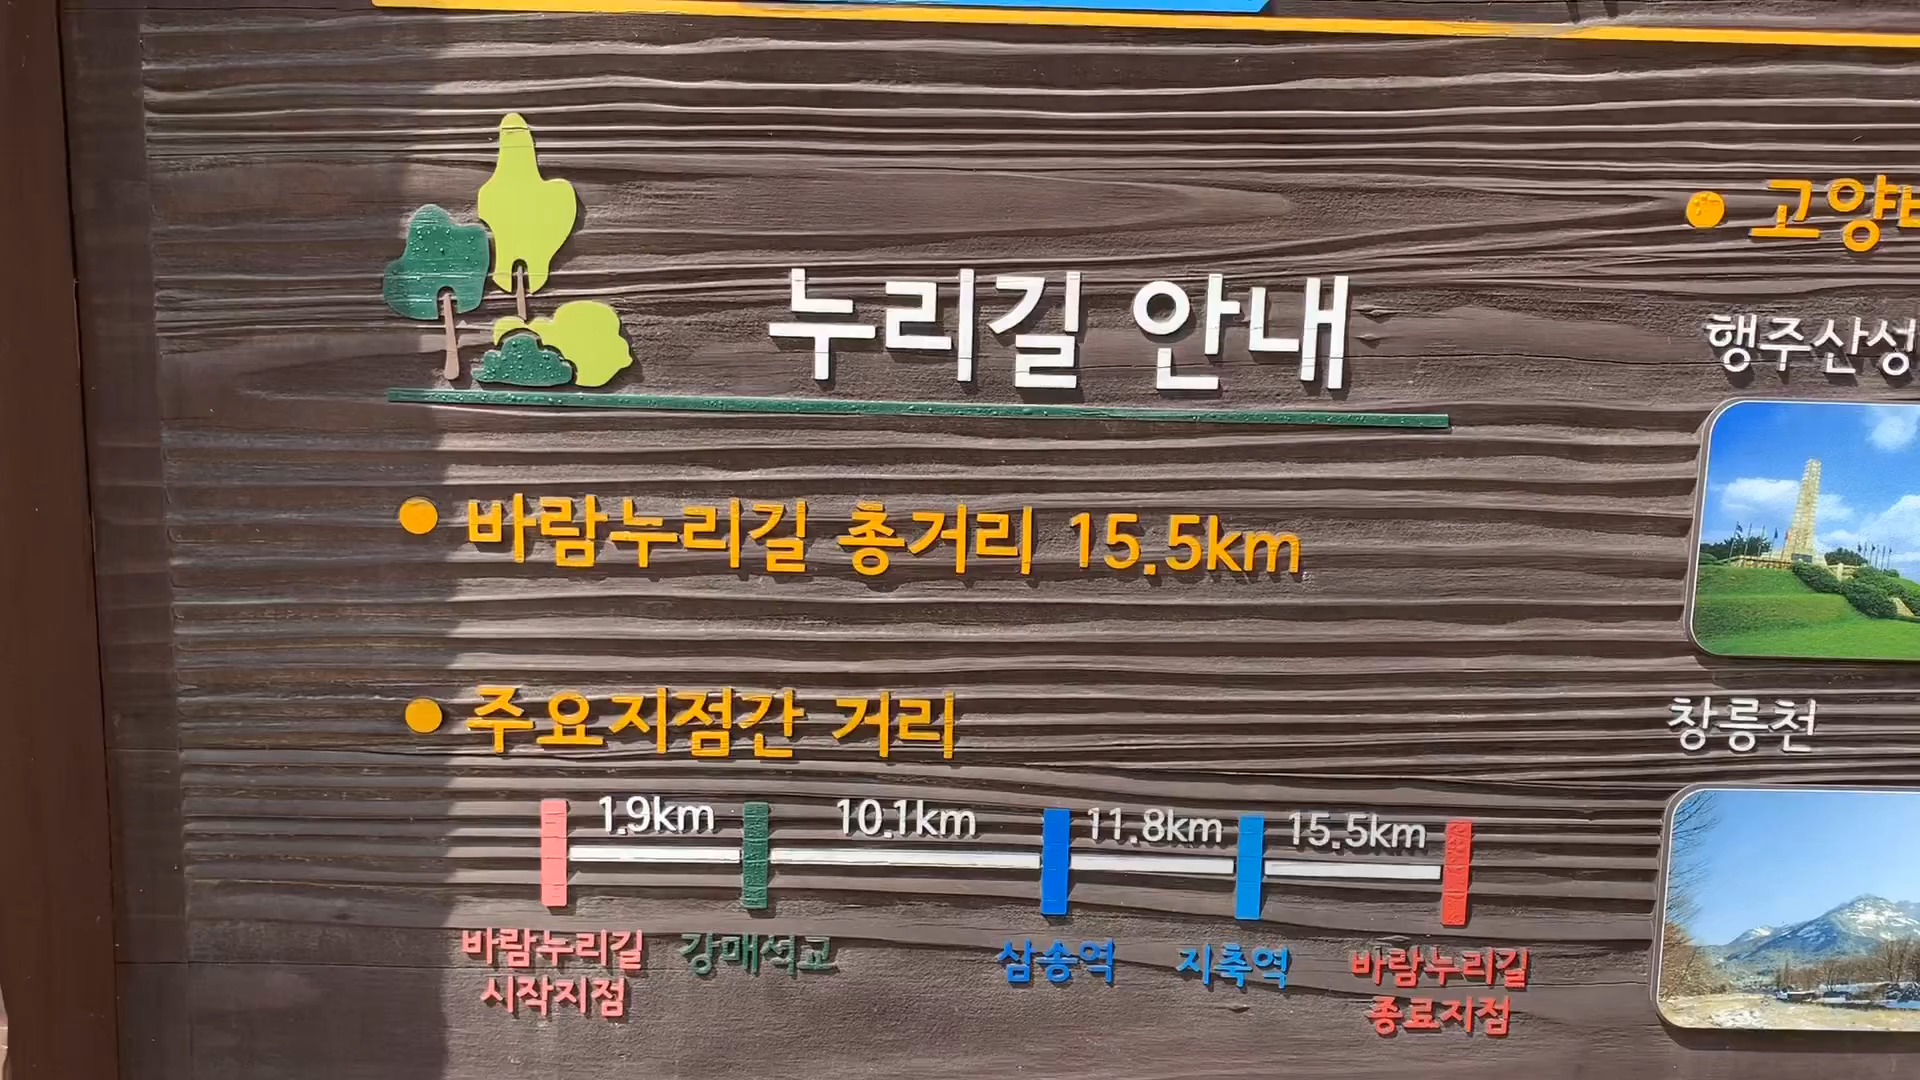 누리길 안내
바람누리길 총거리 15.5km
주요지점간 거리
1.9km 10.1km 11.8km 15.5km
바람누리길 시작지점
강매석교
삼송역
지축역
바람누리길 종료지점
고양
행주산성
창릉천